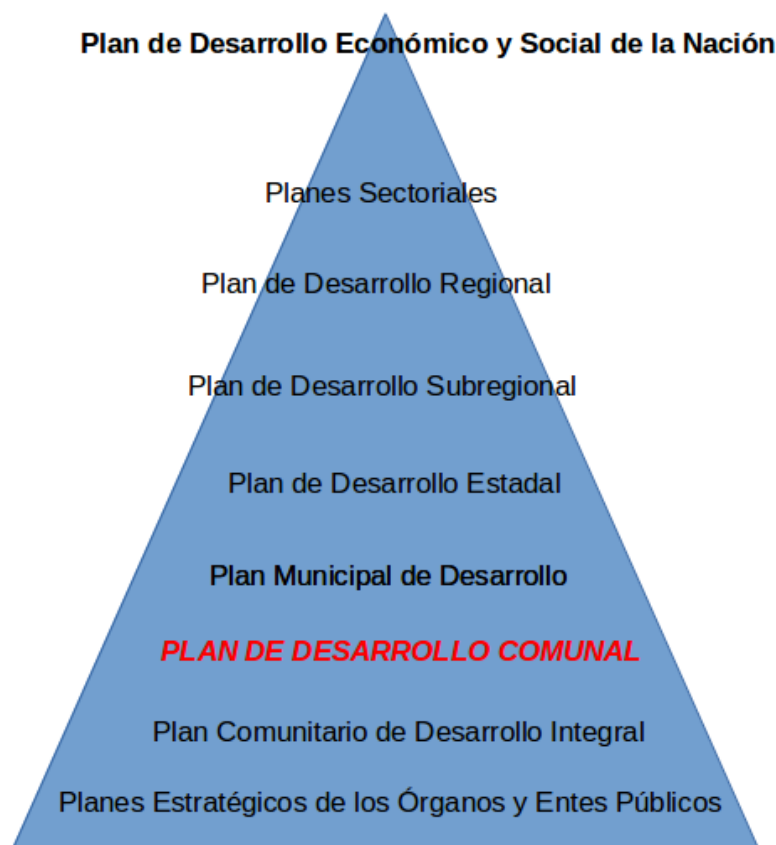 Plan de Desarrollo Económico y Social de la Nación
Planes Sectoriales
Plan de Desarrollo Regional
Plan de Desarrollo Subregional
Plan de Desarrollo Estadal
Plan Municipal de Desarrollo
PLAN DE DESARROLLO COMUNAL
Plan Comunitario de Desarrollo Integral
Planes Estratégicos de los Órganos y Entes Públicos